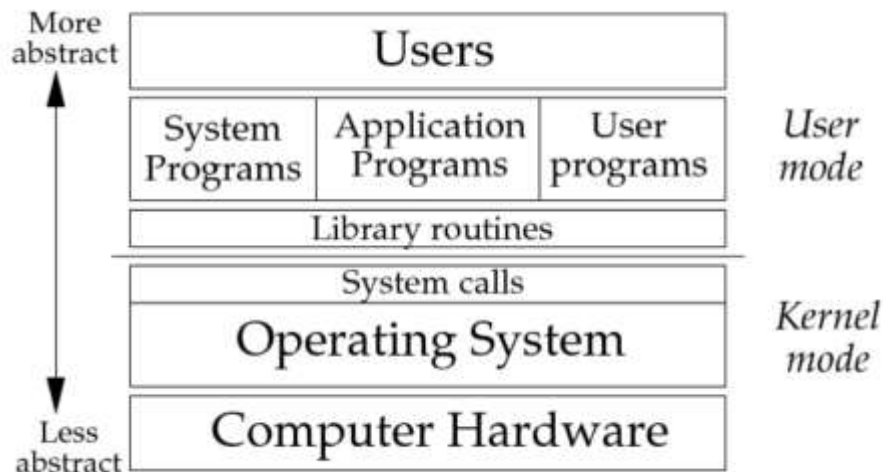 More
abstract
Users
System
Programs
Application
Programs
User
programs
User
mode
Library routines
System calls
Operating System
Kernel
mode
Computer Hardware
Less
abstract